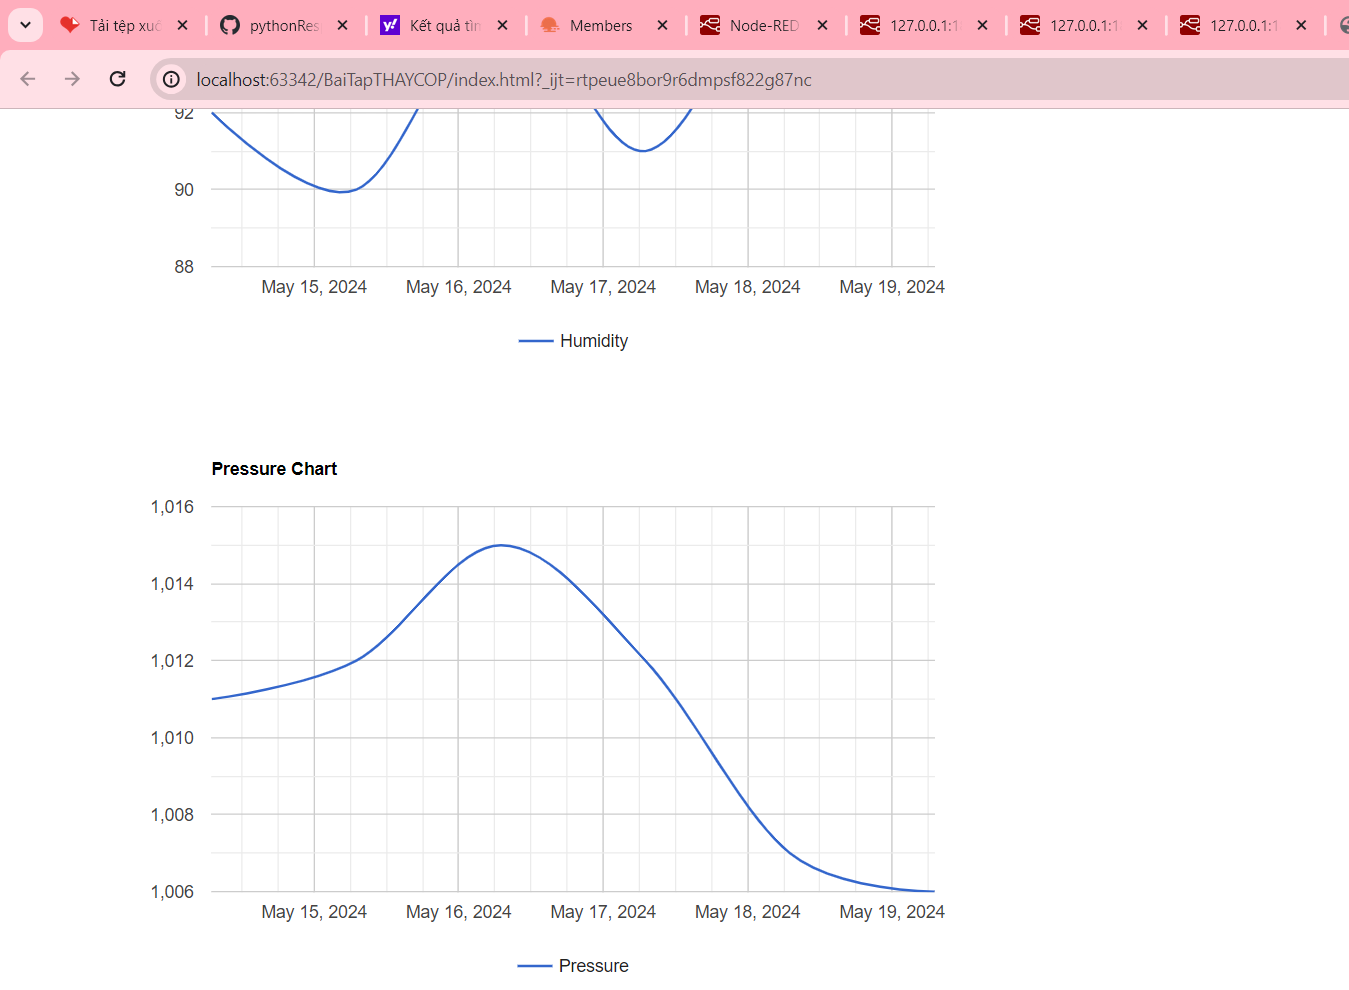 Tải tệp xuố
pythonRes
Kết quả tìn
Members
Node-RED
127.0.0.1:1
127.0.0.1:1
127.0.0.1:1
localhost:63342/BaiTapTHAYCOP/index.html?_ijt=rtpeue8bor9r6dmpsf822g87nc
92
90
88
May 15, 2024 May 16, 2024 May 17, 2024 May 18, 2024 May 19, 2024
Humidity
Pressure Chart
1,016
1,014
1,012
1,010
1,008
1,006
May 15, 2024 May 16, 2024 May 17, 2024 May 18, 2024 May 19, 2024
Pressure